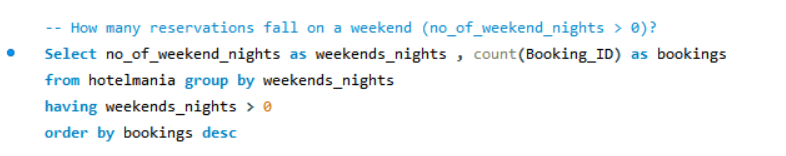 -- How many reservations fall on a weekend (no_of_weekend_nights > 0)?
Select no_of_weekend_nights as weekends_nights , count(Booking_ID) as bookings
from hotelmania group by weekends_nights
having weekends_nights > 0
order by bookings desc